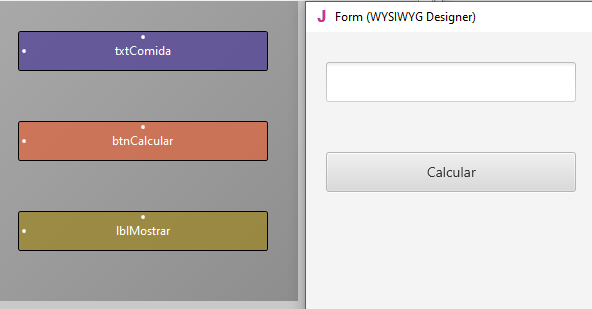 txtComida
btnCalcular
lblMostrar
J Form (WYSIWYG Designer)
Calcular